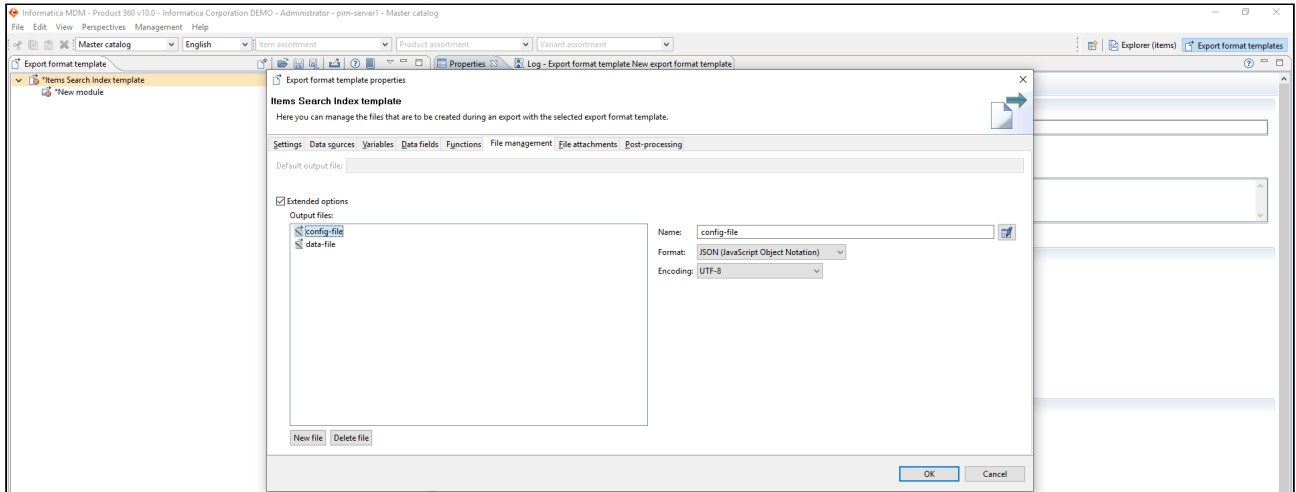 Informatica MDM - Product 360 v10.0 - Informatica Corporation DEMO - Administrator - pim-server1 - Master catalog
File Edit View Perspectives Management Help
Master catalog English Item assortment Product assortment Variant assortment Explorer (items) Export format templates
Export format template Properties Log - Export format template New export format template
*Items Search Index template
*New module
Export format template properties
Items Search Index template
Here you can manage the files that are to be created during an export with the selected export format template.
Settings Data sources Variables Data fields Functions File management File attachments Post-processing
Default output file:
Extended options
Output files:
config-file
data-file
Name: config-file
Format: JSON (JavaScript Object Notation)
Encoding: UTF-8
New file Delete file
OK Cancel